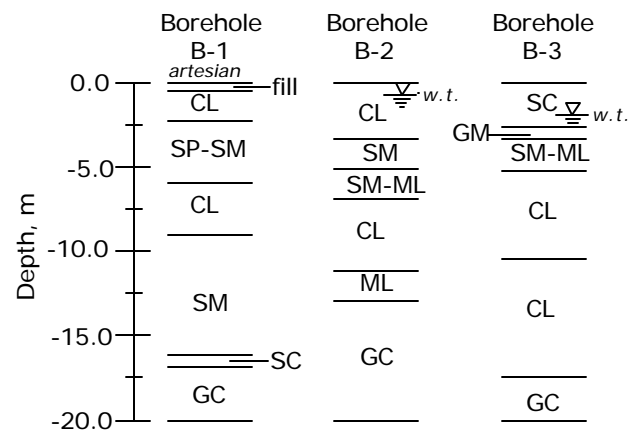 Borehole B-1
Borehole B-2
Borehole B-3
artesian
0.0
-5.0
-10.0
-15.0
-20.0
Depth, m
fill
CL
SP-SM
CL
SM
SC
GC
w.t.
CL
SM
SM-ML
CL
ML
GC
SC
w.t.
GM
SM-ML
CL
CL
GC